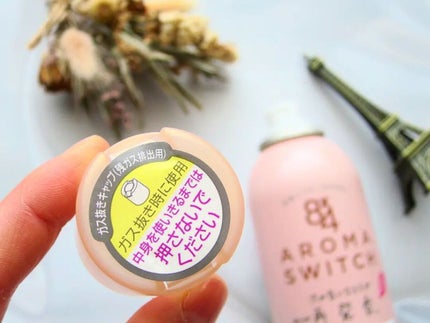 ガス抜きキャップ(残ガス排出用)
ガス抜き時に使用
中身を使いきるまでは
押さないで
ください
AROMA
SWITCH